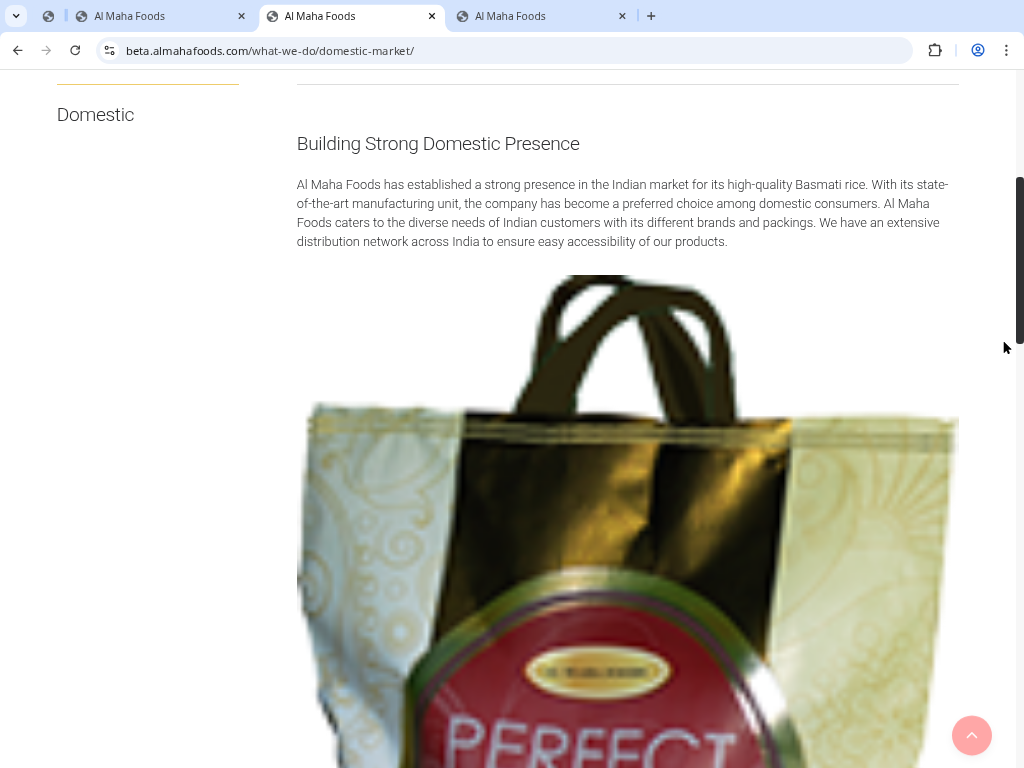 Al Maha Foods
Al Maha Foods
Al Maha Foods
beta.almahafoods.com/what-we-do/domestic-market/
Domestic
Building Strong Domestic Presence
Al Maha Foods has established a strong presence in the Indian market for its high-quality Basmati rice. With its state-
of-the-art manufacturing unit, the company has become a preferred choice among domestic consumers. Al Maha
Foods caters to the diverse needs of Indian customers with its different brands and packings. We have an extensive
distribution network across India to ensure easy accessibility of our products.
PERFECT